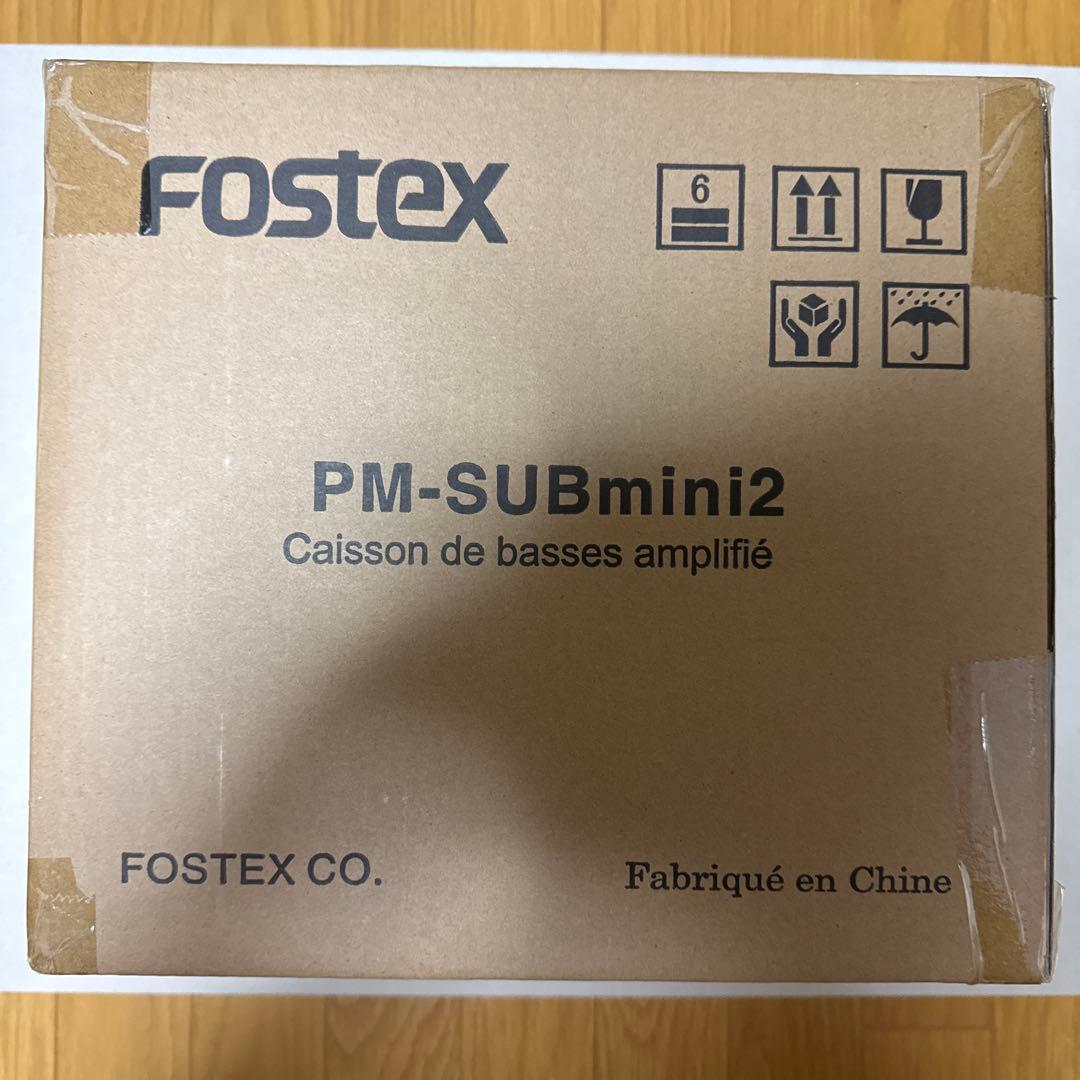 Fostex
6
PM-SUBmini2
Caisson de basses amplifié
FOSTEX CO.
Fabriqué en Chine